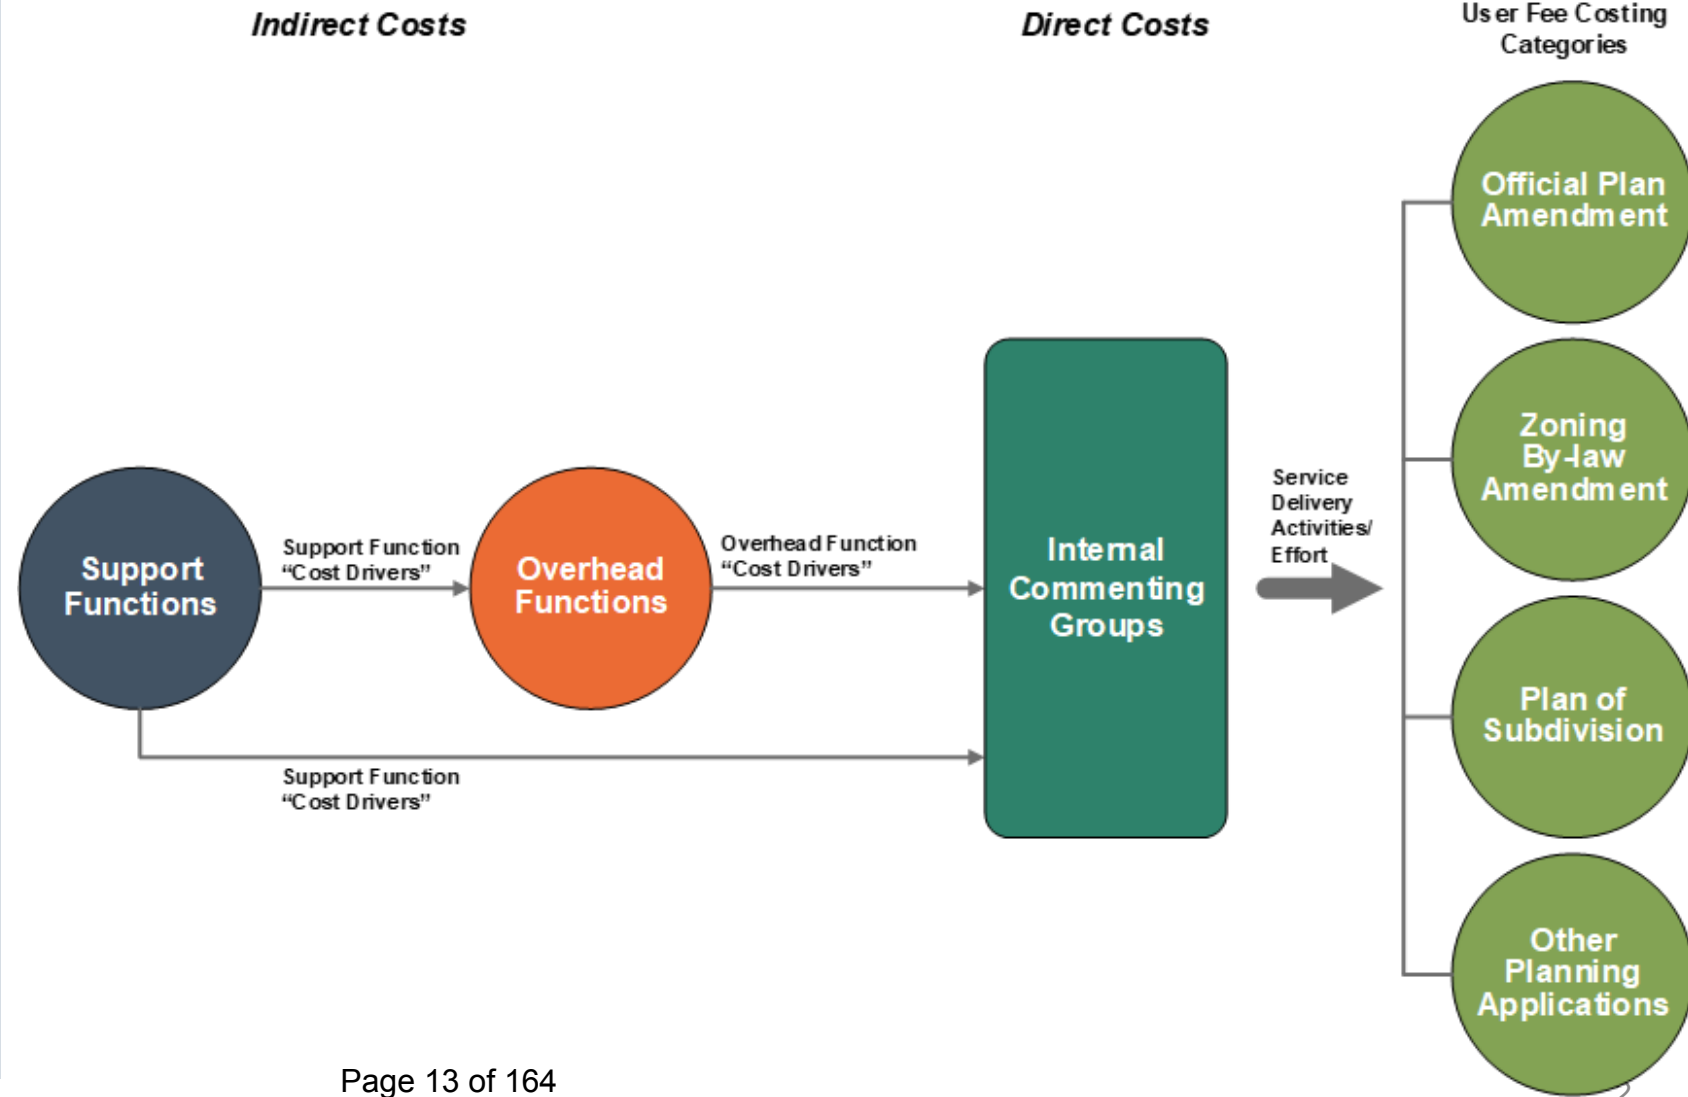 Indirect Costs
Direct Costs
User Fee Costing
Categories
Official Plan
Amendment
Zoning
By-law
Amendment
Service
Delivery
Activities/
Effort
Support Function
"Cost Drivers"
Overhead Function
“Cost Drivers”
Support
Functions
Overhead
Functions
Internal
Commenting
Groups
Plan of
Subdivision
Support Function
“Cost Drivers”
Other
Planning
Applications
Page 13 of 164